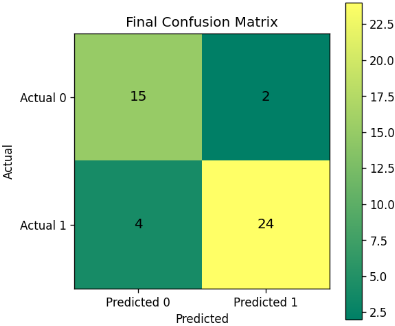 Final Confusion Matrix
Actual
Actual 0
15
2
Actual 1
4
24
Predicted 0
Predicted 1
Predicted
22.5
20.0
17.5
15.0
12.5
10.0
7.5
5.0
2.5